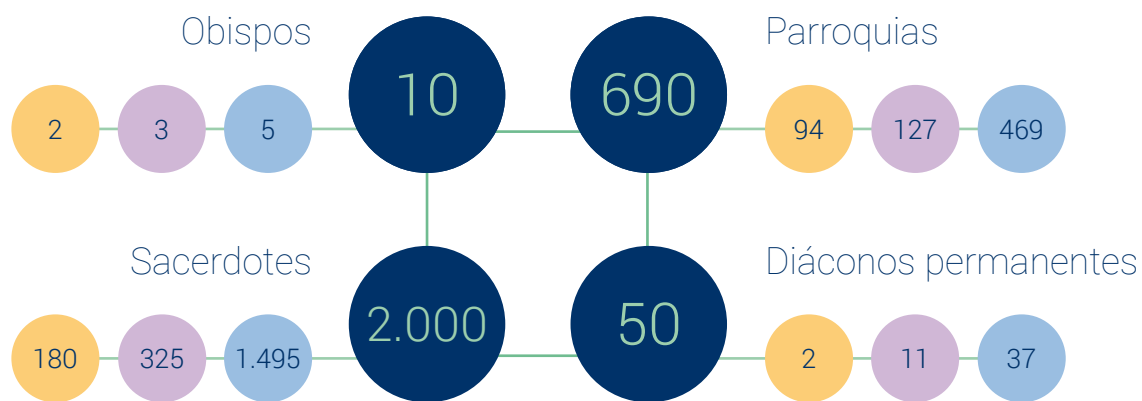 Obispos
10
2 3 5
Parroquias
690
94 127 469
Sacerdotes
2.000
180 325 1.495
Diáconos permanentes
50
2 11 37